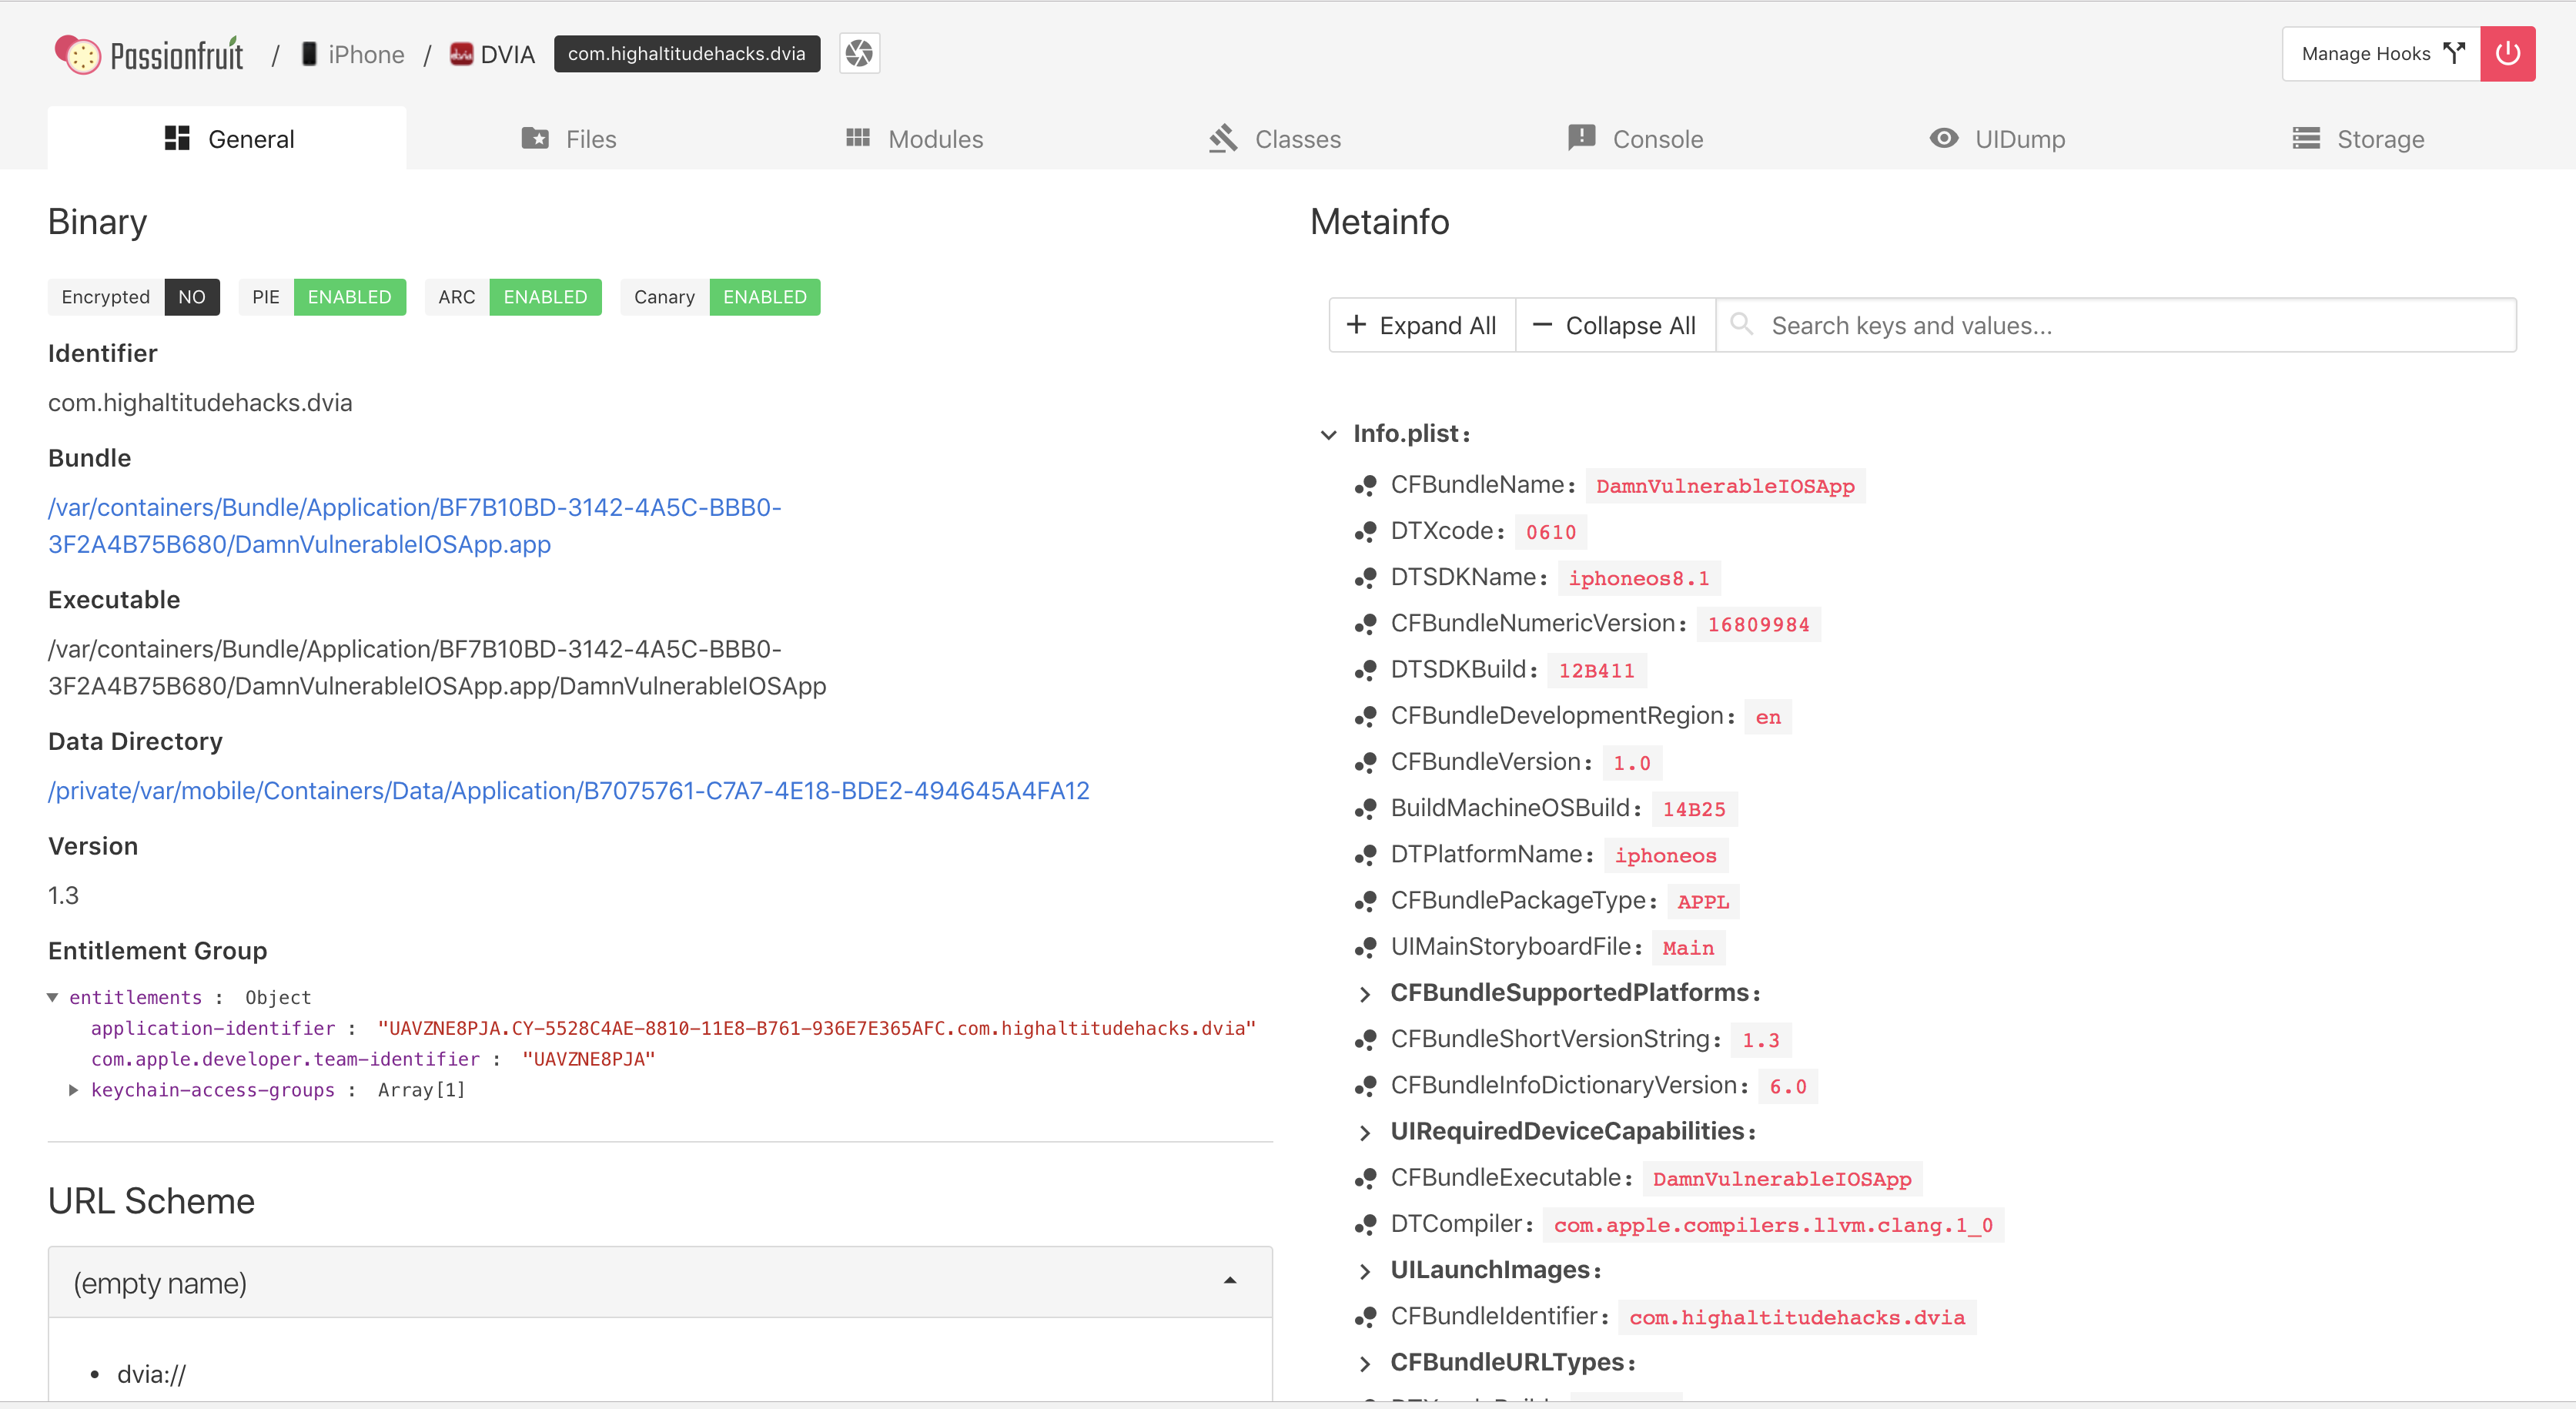 Passionfruit / iPhone / DVIA com.highaltitudehacks.dvia Manage Hooks
General Files Modules Classes Console UIDump Storage
Binary
Encrypted NO PIE ENABLED ARC ENABLED Canary ENABLED
Identifier
com.highaltitudehacks.dvia
Bundle
/var/containers/Bundle/Application/BF7B10BD-3142-4A5C-BBB0-
3F2A4B75B680/DamnVulnerableIOSApp.app
Executable
/var/containers/Bundle/Application/BF7B10BD-3142-4A5C-BBB0-
3F2A4B75B680/DamnVulnerableIOSApp.app/DamnVulnerableIOSApp
Data Directory
/private/var/mobile/Containers/Data/Application/B7075761-C7A7-4E18-BDE2-494645A4FA12
Version
1.3
Entitlement Group
entitlements : Object
application-identifier : "UAVZNE8PJA.CY-5528C4AE-8810-11E8-B761-936E7E365AFC.com.highaltitudehacks.dvia"
com.apple.developer.team-identifier : "UAVZNE8PJA"
keychain-access-groups : Array[1]
URL Scheme
(empty name)
• dvia://
Metainfo
+ Expand All − Collapse All Search keys and values...
Info.plist:
CFBundleName: DamnVulnerableIOSApp
DTXcode: 0610
DTSDKName: iphoneos8.1
CFBundleNumericVersion: 16809984
DTSDKBuild: 12B411
CFBundleDevelopmentRegion: en
CFBundleVersion: 1.0
BuildMachineOSBuild: 14B25
DTPlatformName: iphoneos
CFBundlePackageType: APPL
UIMainStoryboardFile: Main
CFBundleSupportedPlatforms:
CFBundleShortVersionString: 1.3
CFBundleInfoDictionaryVersion: 6.0
UIRequiredDeviceCapabilities:
CFBundleExecutable: DamnVulnerableIOSApp
DTCompiler: com.apple.compilers.llvm.clang.1_0
UILaunchImages:
CFBundleIdentifier: com.highaltitudehacks.dvia
CFBundleURLTypes: